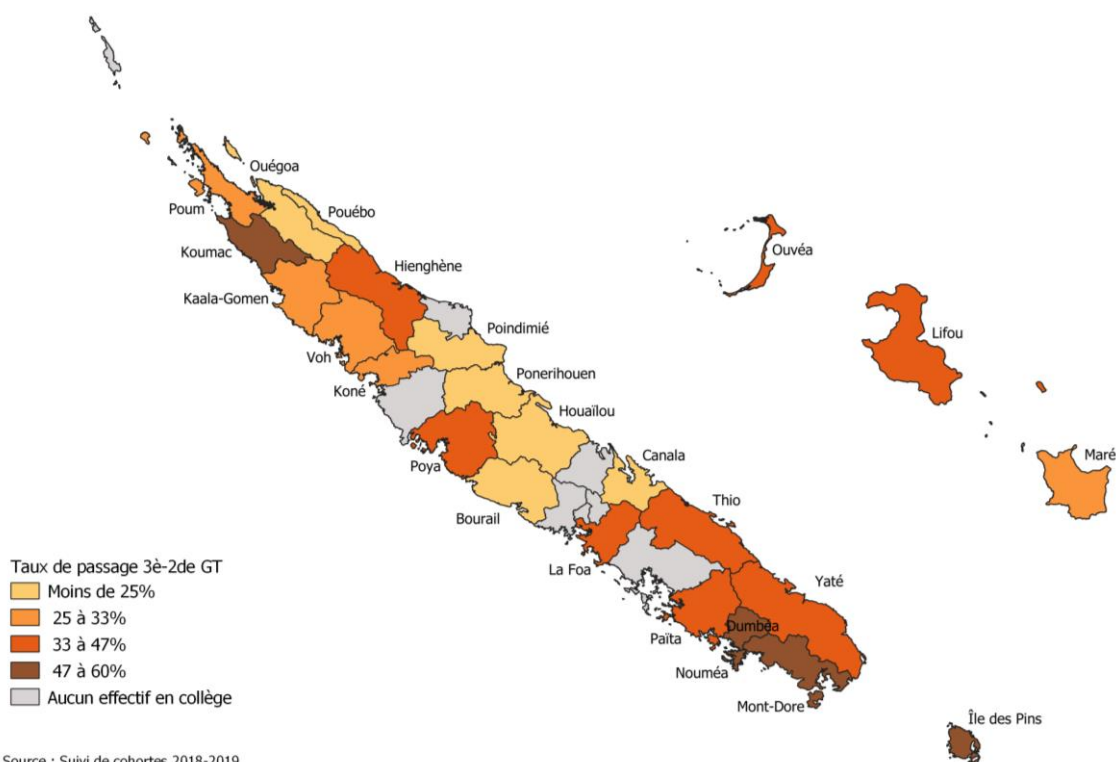 Ouégoa
Poum
Pouébo
Koumac
Hienghène
Ouvéa
Kaala-Gomen
Poindimié
Lifou
Voh
Koné
Ponerihouen
Houaïlou
Poya
Canala
Maré
Bourail
Thio
La Foa
Yaté
Païta
Dumbéa
Nouméa
Mont-Dore
Île des Pins
Taux de passage 3è-2de GT
Moins de 25%
25 à 33%
33 à 47%
47 à 60%
Aucun effectif en collège
Source : Suivi de cohortes 2018-2019